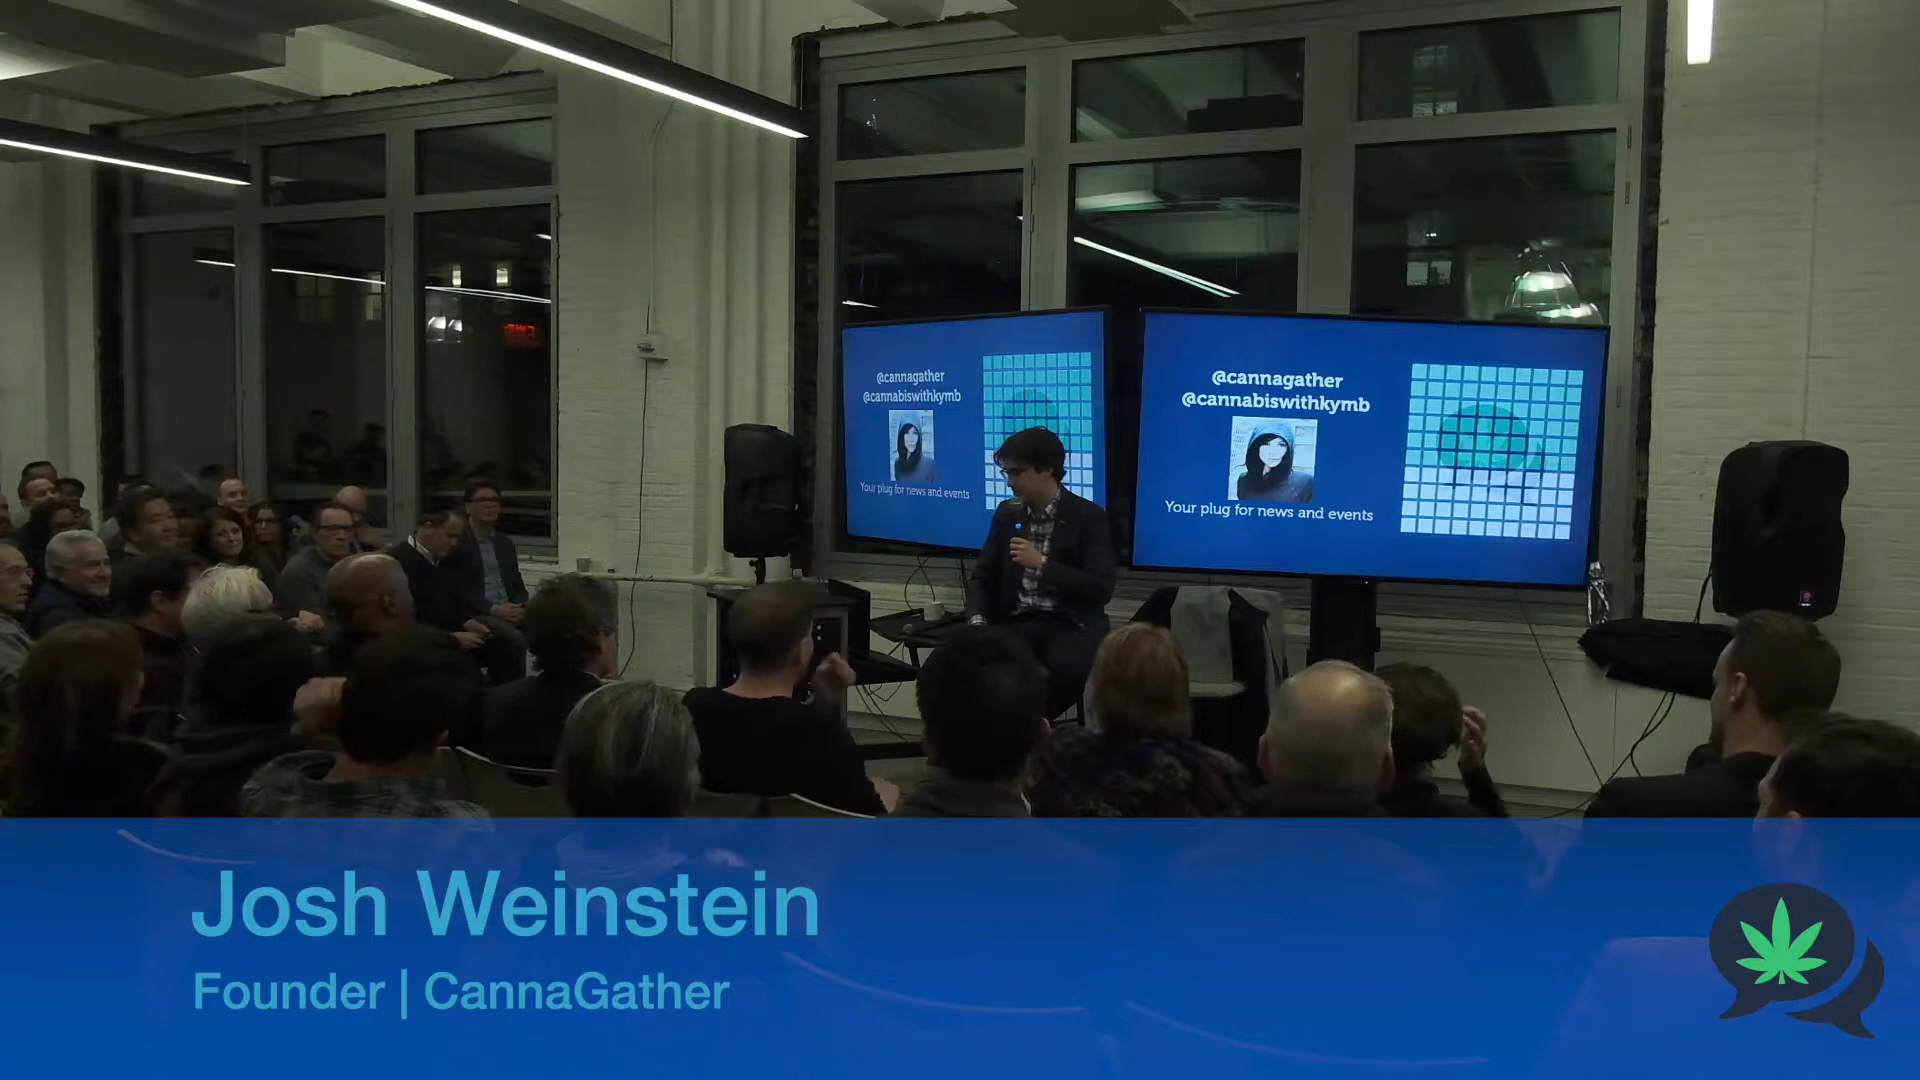 @cannagather
@cannabiswithkymb
Your plug for news and events
@cannagather
@cannabiswithkymb
Your plug for news and events
Josh Weinstein
Founder | CannaGather